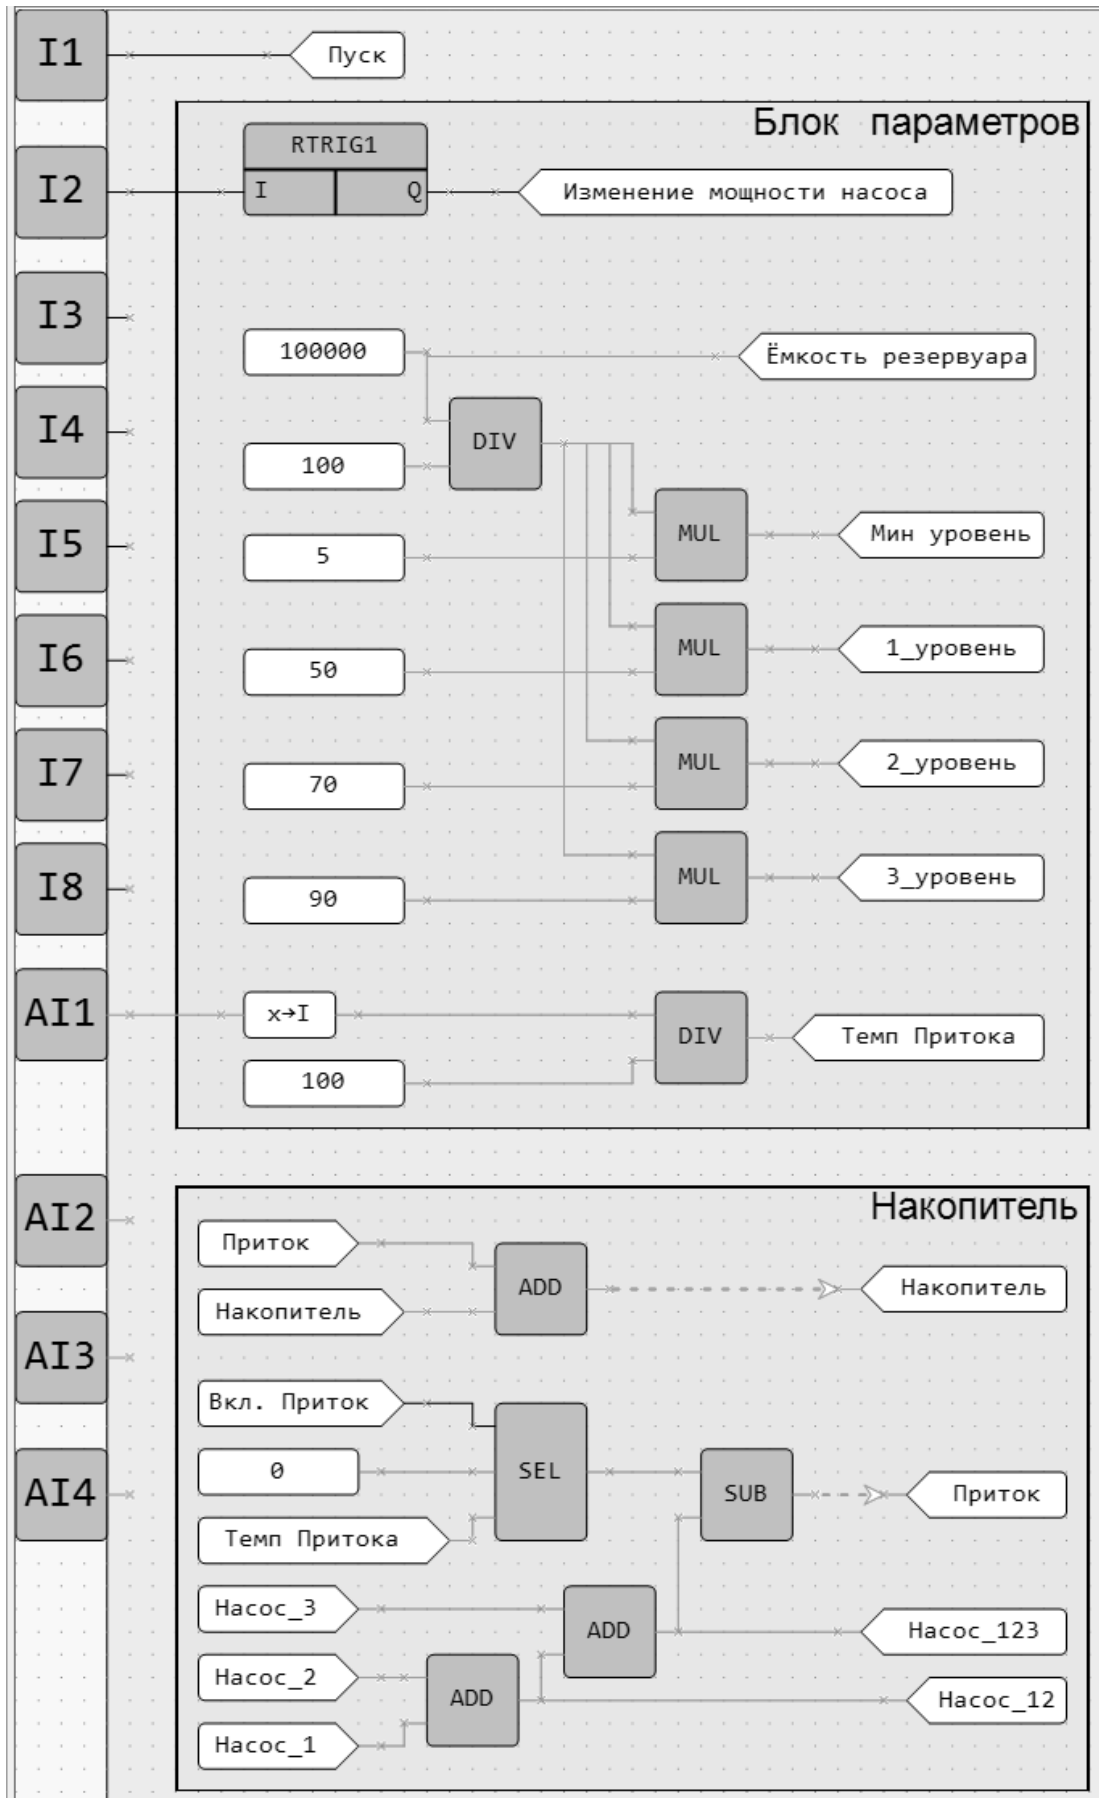 I1
Пуск
Блок параметров
RTRIG1
I2
I
Q
Изменение мощности насоса
I3
100000
Ёмкость резервуара
I4
DIV
100
I5
5
MUL
Мин уровень
I6
50
MUL
1_уровень
I7
70
MUL
2_уровень
I8
90
MUL
3_уровень
AI1
x→I
DIV
Темп Притока
100
AI2
Накопитель
Приток
ADD
Накопитель
Накопитель
AI3
Вкл. Приток
0
SEL
AI4
SUB
Приток
Темп Притока
Насос_3
ADD
Насос_123
Насос_2
ADD
Насос_12
Насос_1